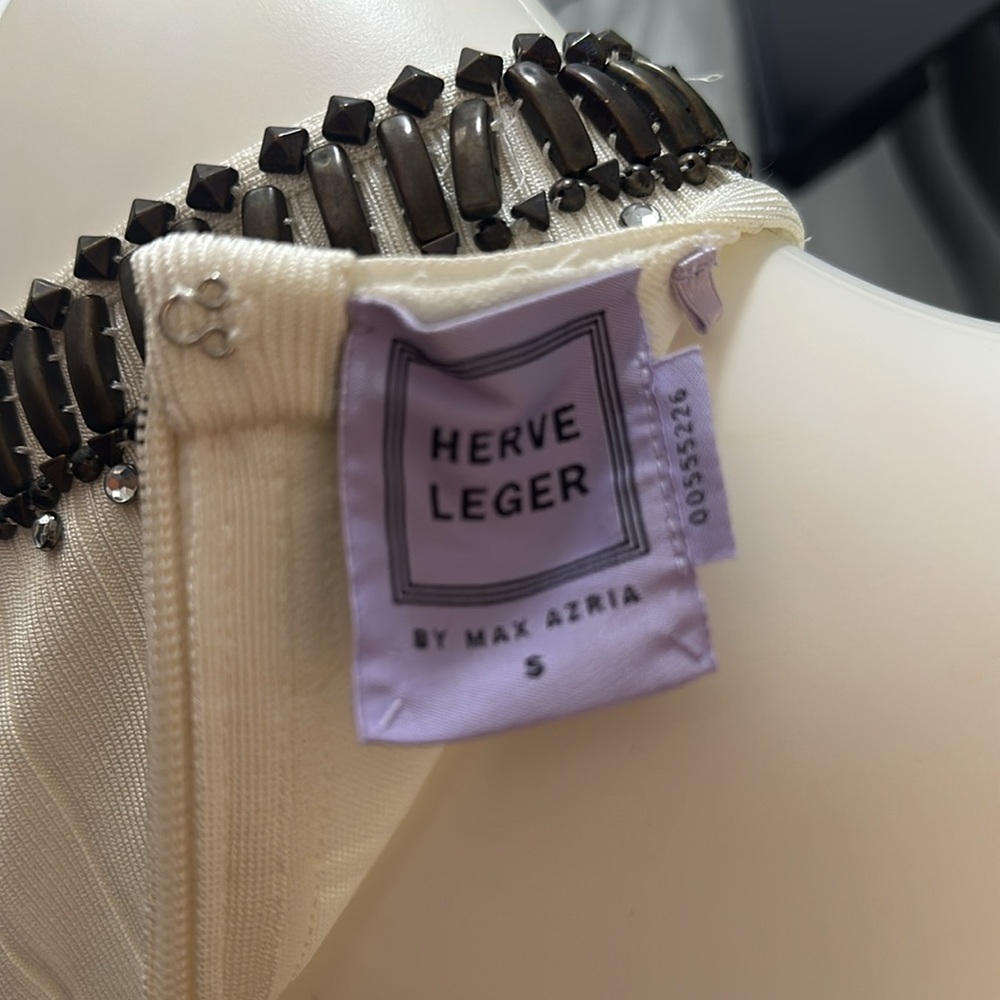 HERVE
LEGER
BY MAX AZRIA
S
00555226